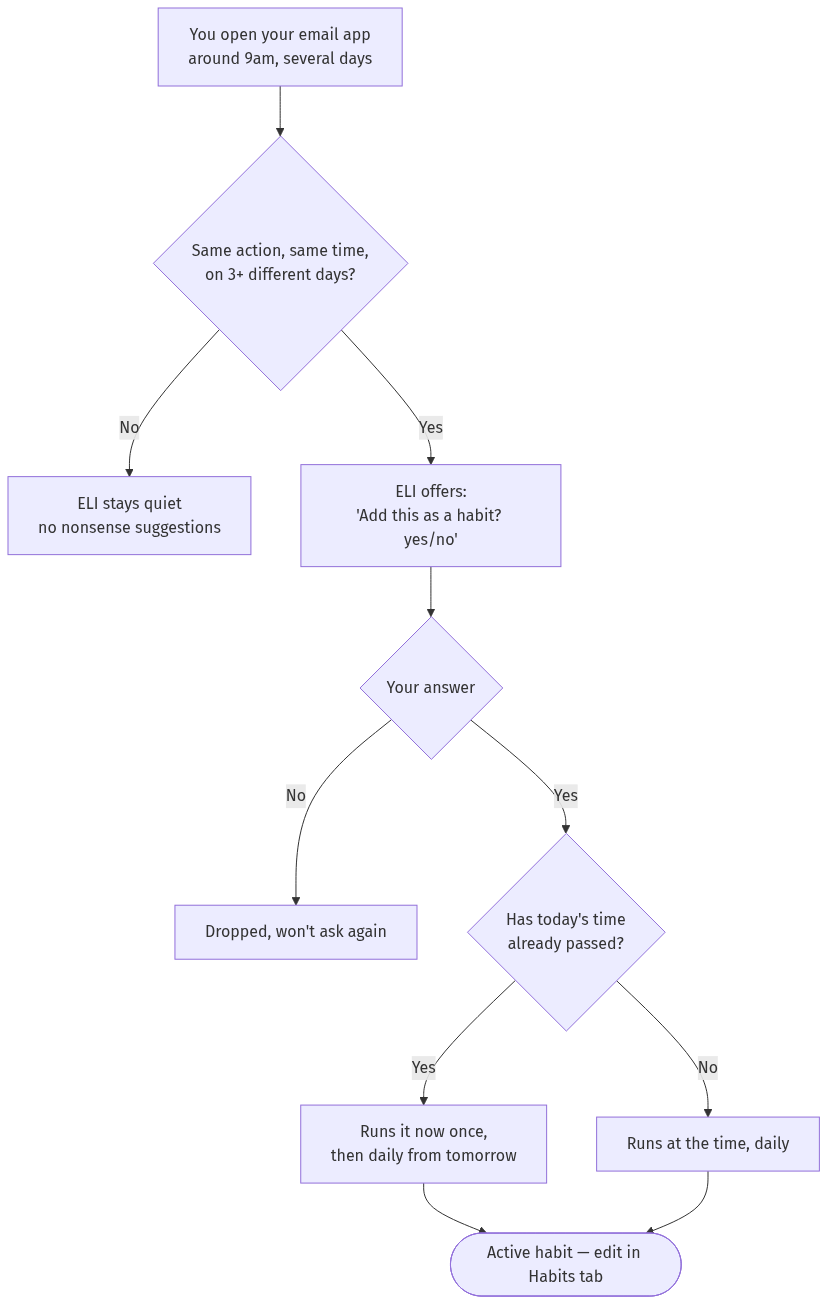 You open your email app
around 9am, several days
Same action, same time,
on 3+ different days?
No
Yes
ELI stays quiet
no nonsense suggestions
ELI offers:
'Add this as a habit?
yes/no'
Your answer
No
Yes
Dropped, won't ask again
Has today's time
already passed?
Yes
No
Runs it now once,
then daily from tomorrow
Runs at the time, daily
Active habit — edit in
Habits tab